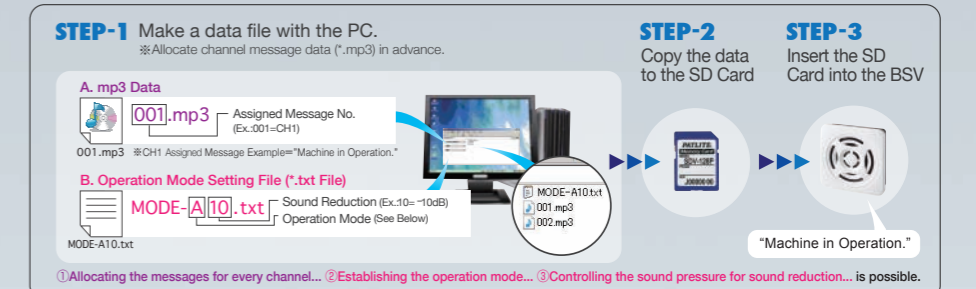 STEP-1 Make a data file with the PC.
※Allocate channel message data (*.mp3) in advance.
A. mp3 Data
001.mp3
Assigned Message No.
(Ex.:001=CH1)
001.mp3 ※CH1 Assigned Message Example="Machine in Operation."
B. Operation Mode Setting File (*.txt File)
MODE-A10.txt
Sound Reduction (Ex.:10= -10dB)
Operation Mode (See Below)
MODE-A10.txt
MODE-A10.txt
001.mp3
002.mp3
STEP-2
Copy the data
to the SD Card
PATLITE
Memory Card
SDV-128P
STEP-3
Insert the SD
Card into the BSV
"Machine in Operation."
①Allocating the messages for every channel... ②Establishing the operation mode... ③Controlling the sound pressure for sound reduction... is possible.